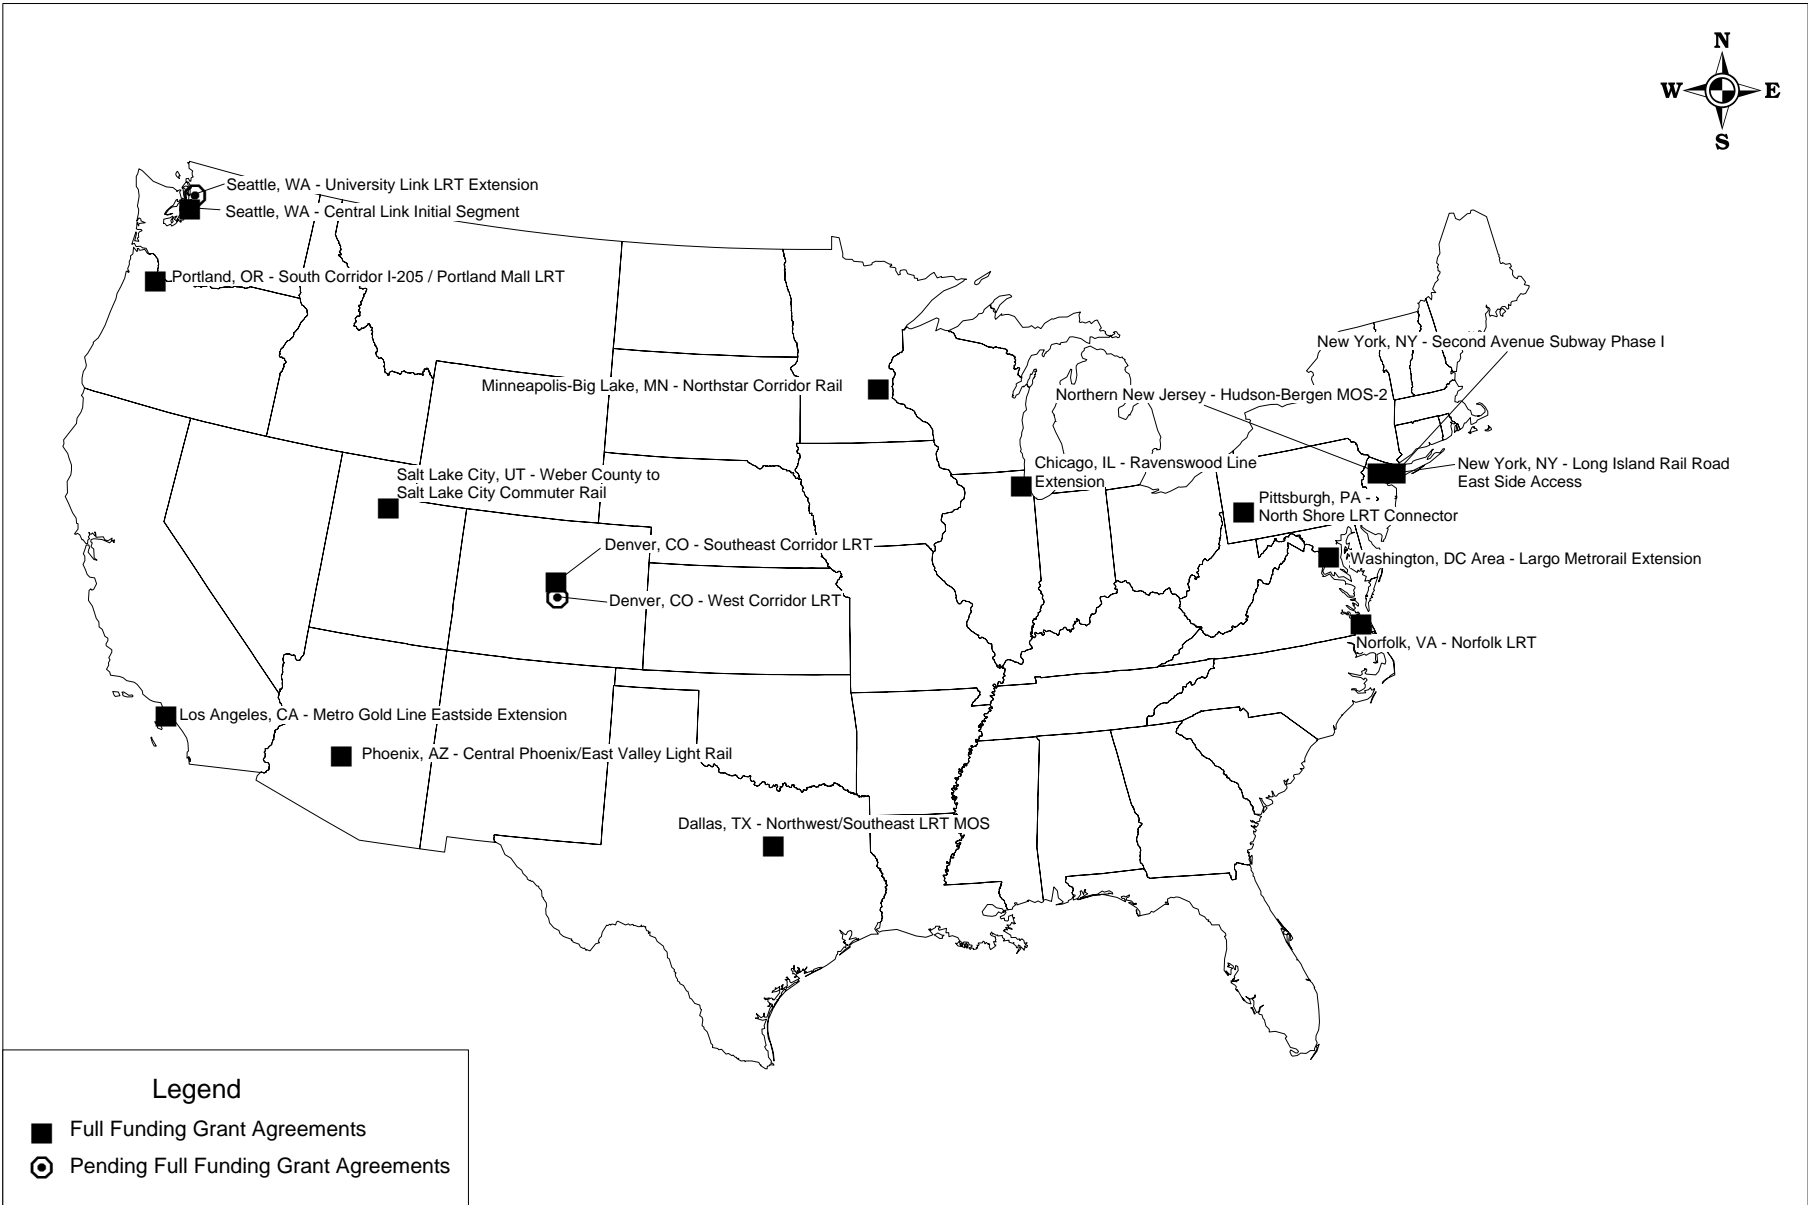 N
W E
S
Seattle, WA - University Link LRT Extension
Seattle, WA - Central Link Initial Segment
Portland, OR - South Corridor I-205 / Portland Mall LRT
New York, NY - Second Avenue Subway Phase I
Minneapolis-Big Lake, MN - Northstar Corridor Rail
Northern New Jersey - Hudson-Bergen MOS-2
Salt Lake City, UT - Weber County to
Salt Lake City Commuter Rail
Chicago, IL - Ravenswood Line
Extension
New York, NY - Long Island Rail Road
East Side Access
Pittsburgh, PA -
North Shore LRT Connector
Denver, CO - Southeast Corridor LRT
Washington, DC Area - Largo Metrorail Extension
Denver, CO - West Corridor LRT
Norfolk, VA - Norfolk LRT
Los Angeles, CA - Metro Gold Line Eastside Extension
Phoenix, AZ - Central Phoenix/East Valley Light Rail
Dallas, TX - Northwest/Southeast LRT MOS
Legend
Full Funding Grant Agreements
Pending Full Funding Grant Agreements